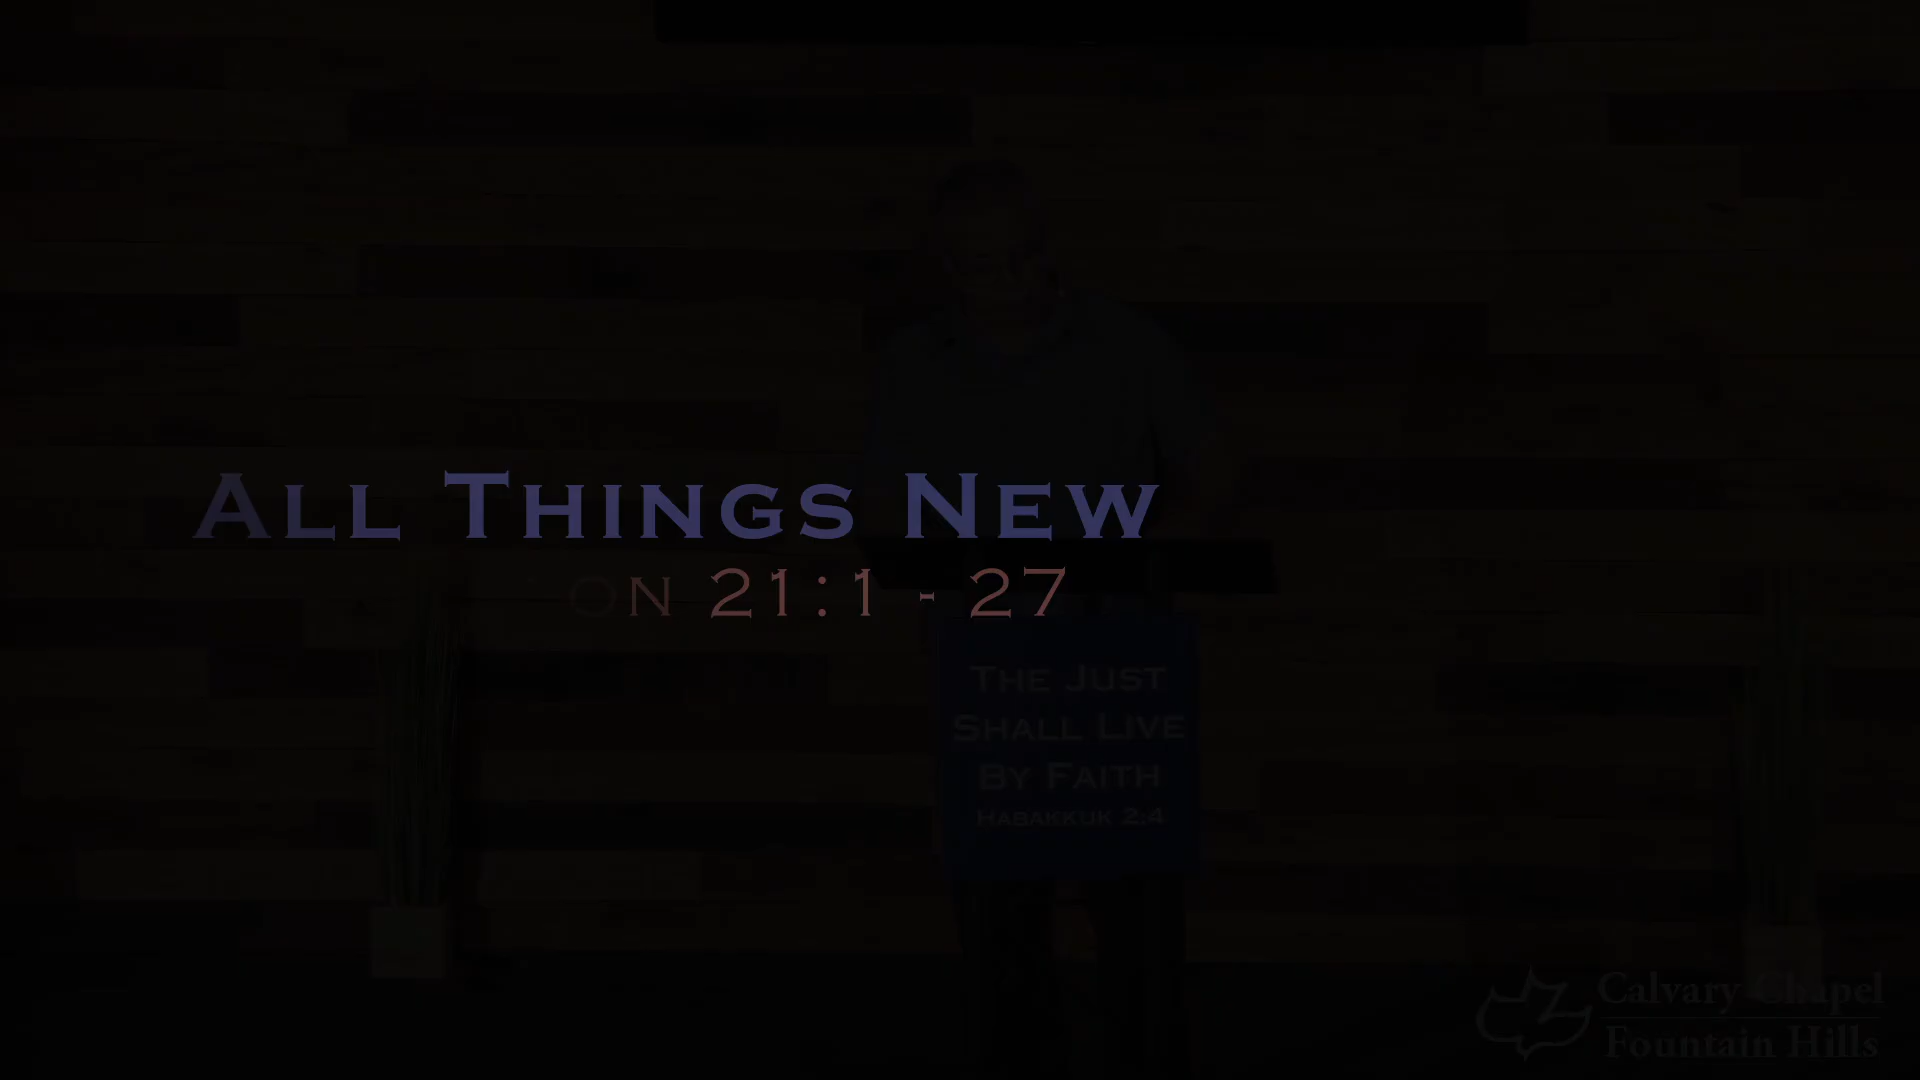 All Things New
on 21:1 - 27
The Just
Shall Live
By Faith
Habakkuk 2:4
Calvary Chapel
Fountain Hills